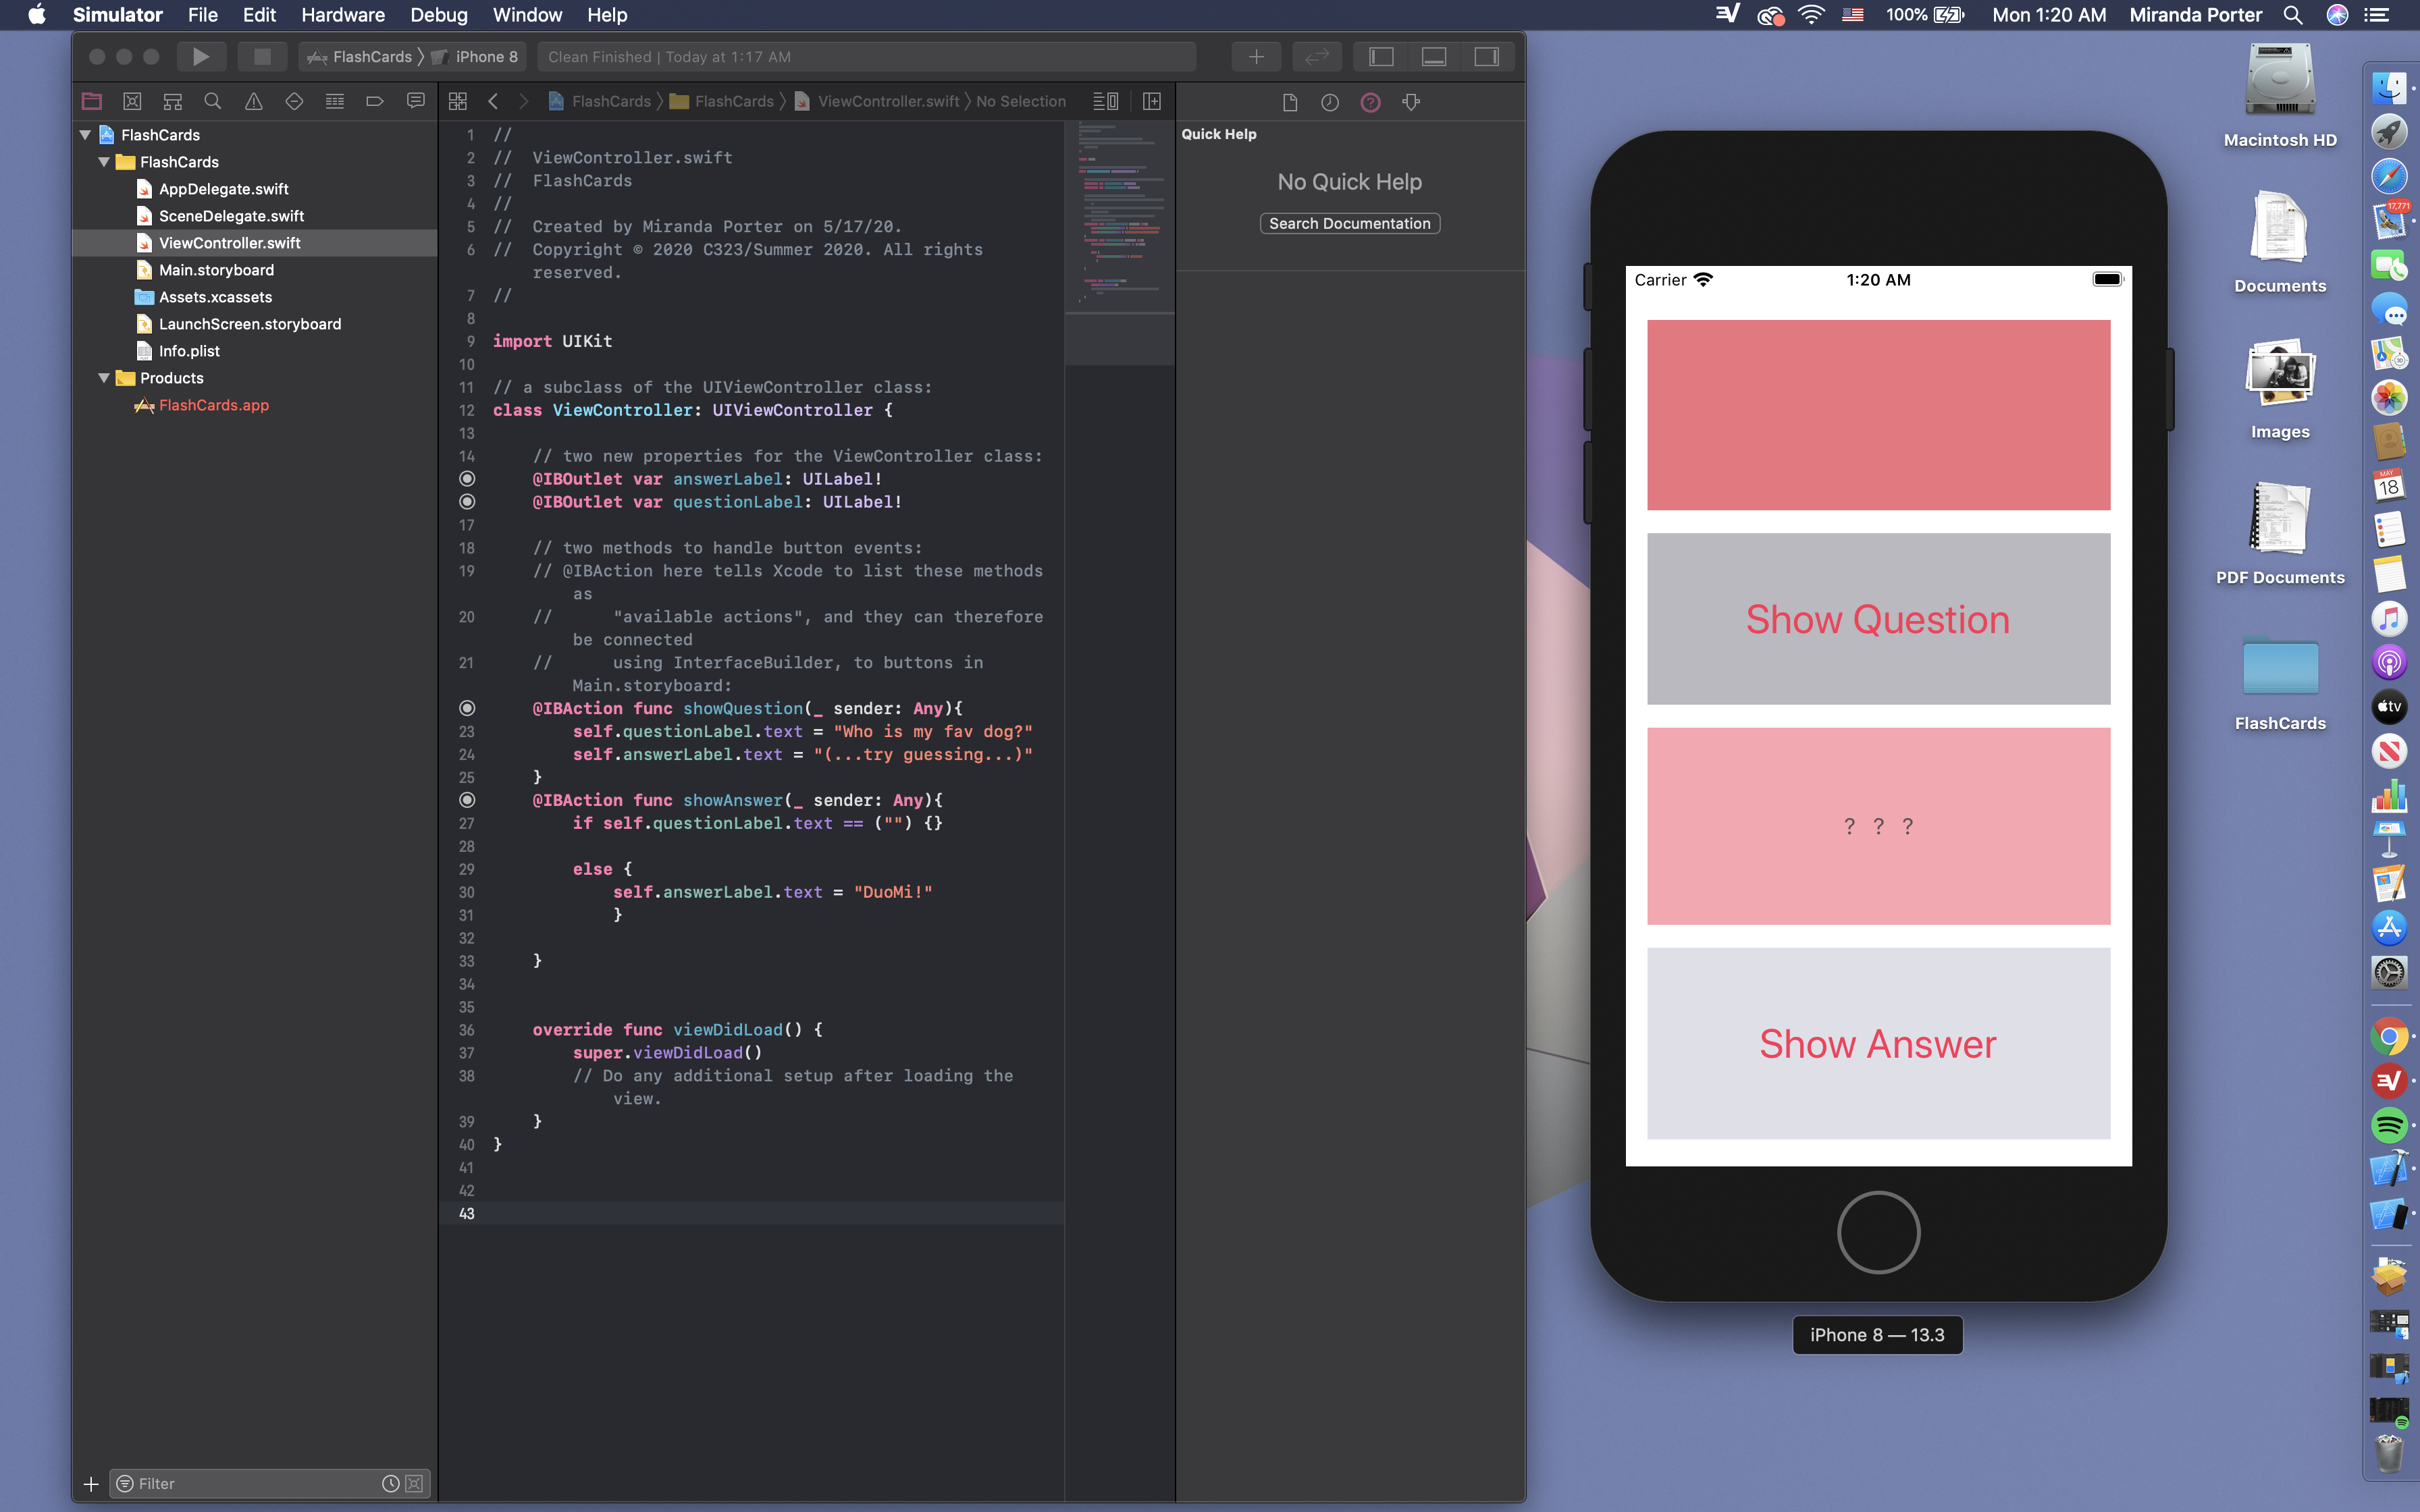 Simulator File Edit Hardware Debug Window Help 100% Mon 1:20 AM Miranda Porter
FlashCards iPhone 8 Clean Finished | Today at 1:17 AM
FlashCards FlashCards ViewController.swift No Selection
FlashCards
FlashCards
AppDelegate.swift
SceneDelegate.swift
ViewController.swift
Main.storyboard
Assets.xcassets
LaunchScreen.storyboard
Info.plist
Products
FlashCards.app
Filter
1 //
2 //  ViewController.swift
3 //  FlashCards
4 //
5 //  Created by Miranda Porter on 5/17/20.
6 //  Copyright © 2020 C323/Summer 2020. All rights
reserved.
7 //
8
9 import UIKit
10
11 // a subclass of the UIViewController class:
12 class ViewController: UIViewController {
13
14 // two new properties for the ViewController class:
@IBOutlet var answerLabel: UILabel!
@IBOutlet var questionLabel: UILabel!
17
18 // two methods to handle button events:
19 // @IBAction here tells Xcode to list these methods
as
20 //      "available actions", and they can therefore
be connected
21 //      using InterfaceBuilder, to buttons in
Main.storyboard:
@IBAction func showQuestion(_ sender: Any){
23 self.questionLabel.text = "Who is my fav dog?"
24 self.answerLabel.text = "(...try guessing...)"
25 }
@IBAction func showAnswer(_ sender: Any){
27 if self.questionLabel.text == ("") {}
28
29 else {
30 self.answerLabel.text = "DuoMi!"
31 }
32
33 }
34
35
36 override func viewDidLoad() {
37 super.viewDidLoad()
38 // Do any additional setup after loading the
view.
39 }
40 }
41
42
43
Quick Help
No Quick Help
Search Documentation
Carrier 1:20 AM
Show Question
? ? ?
Show Answer
iPhone 8 — 13.3
Macintosh HD
Documents
Images
PDF Documents
FlashCards
17,771
MAY
18
tv